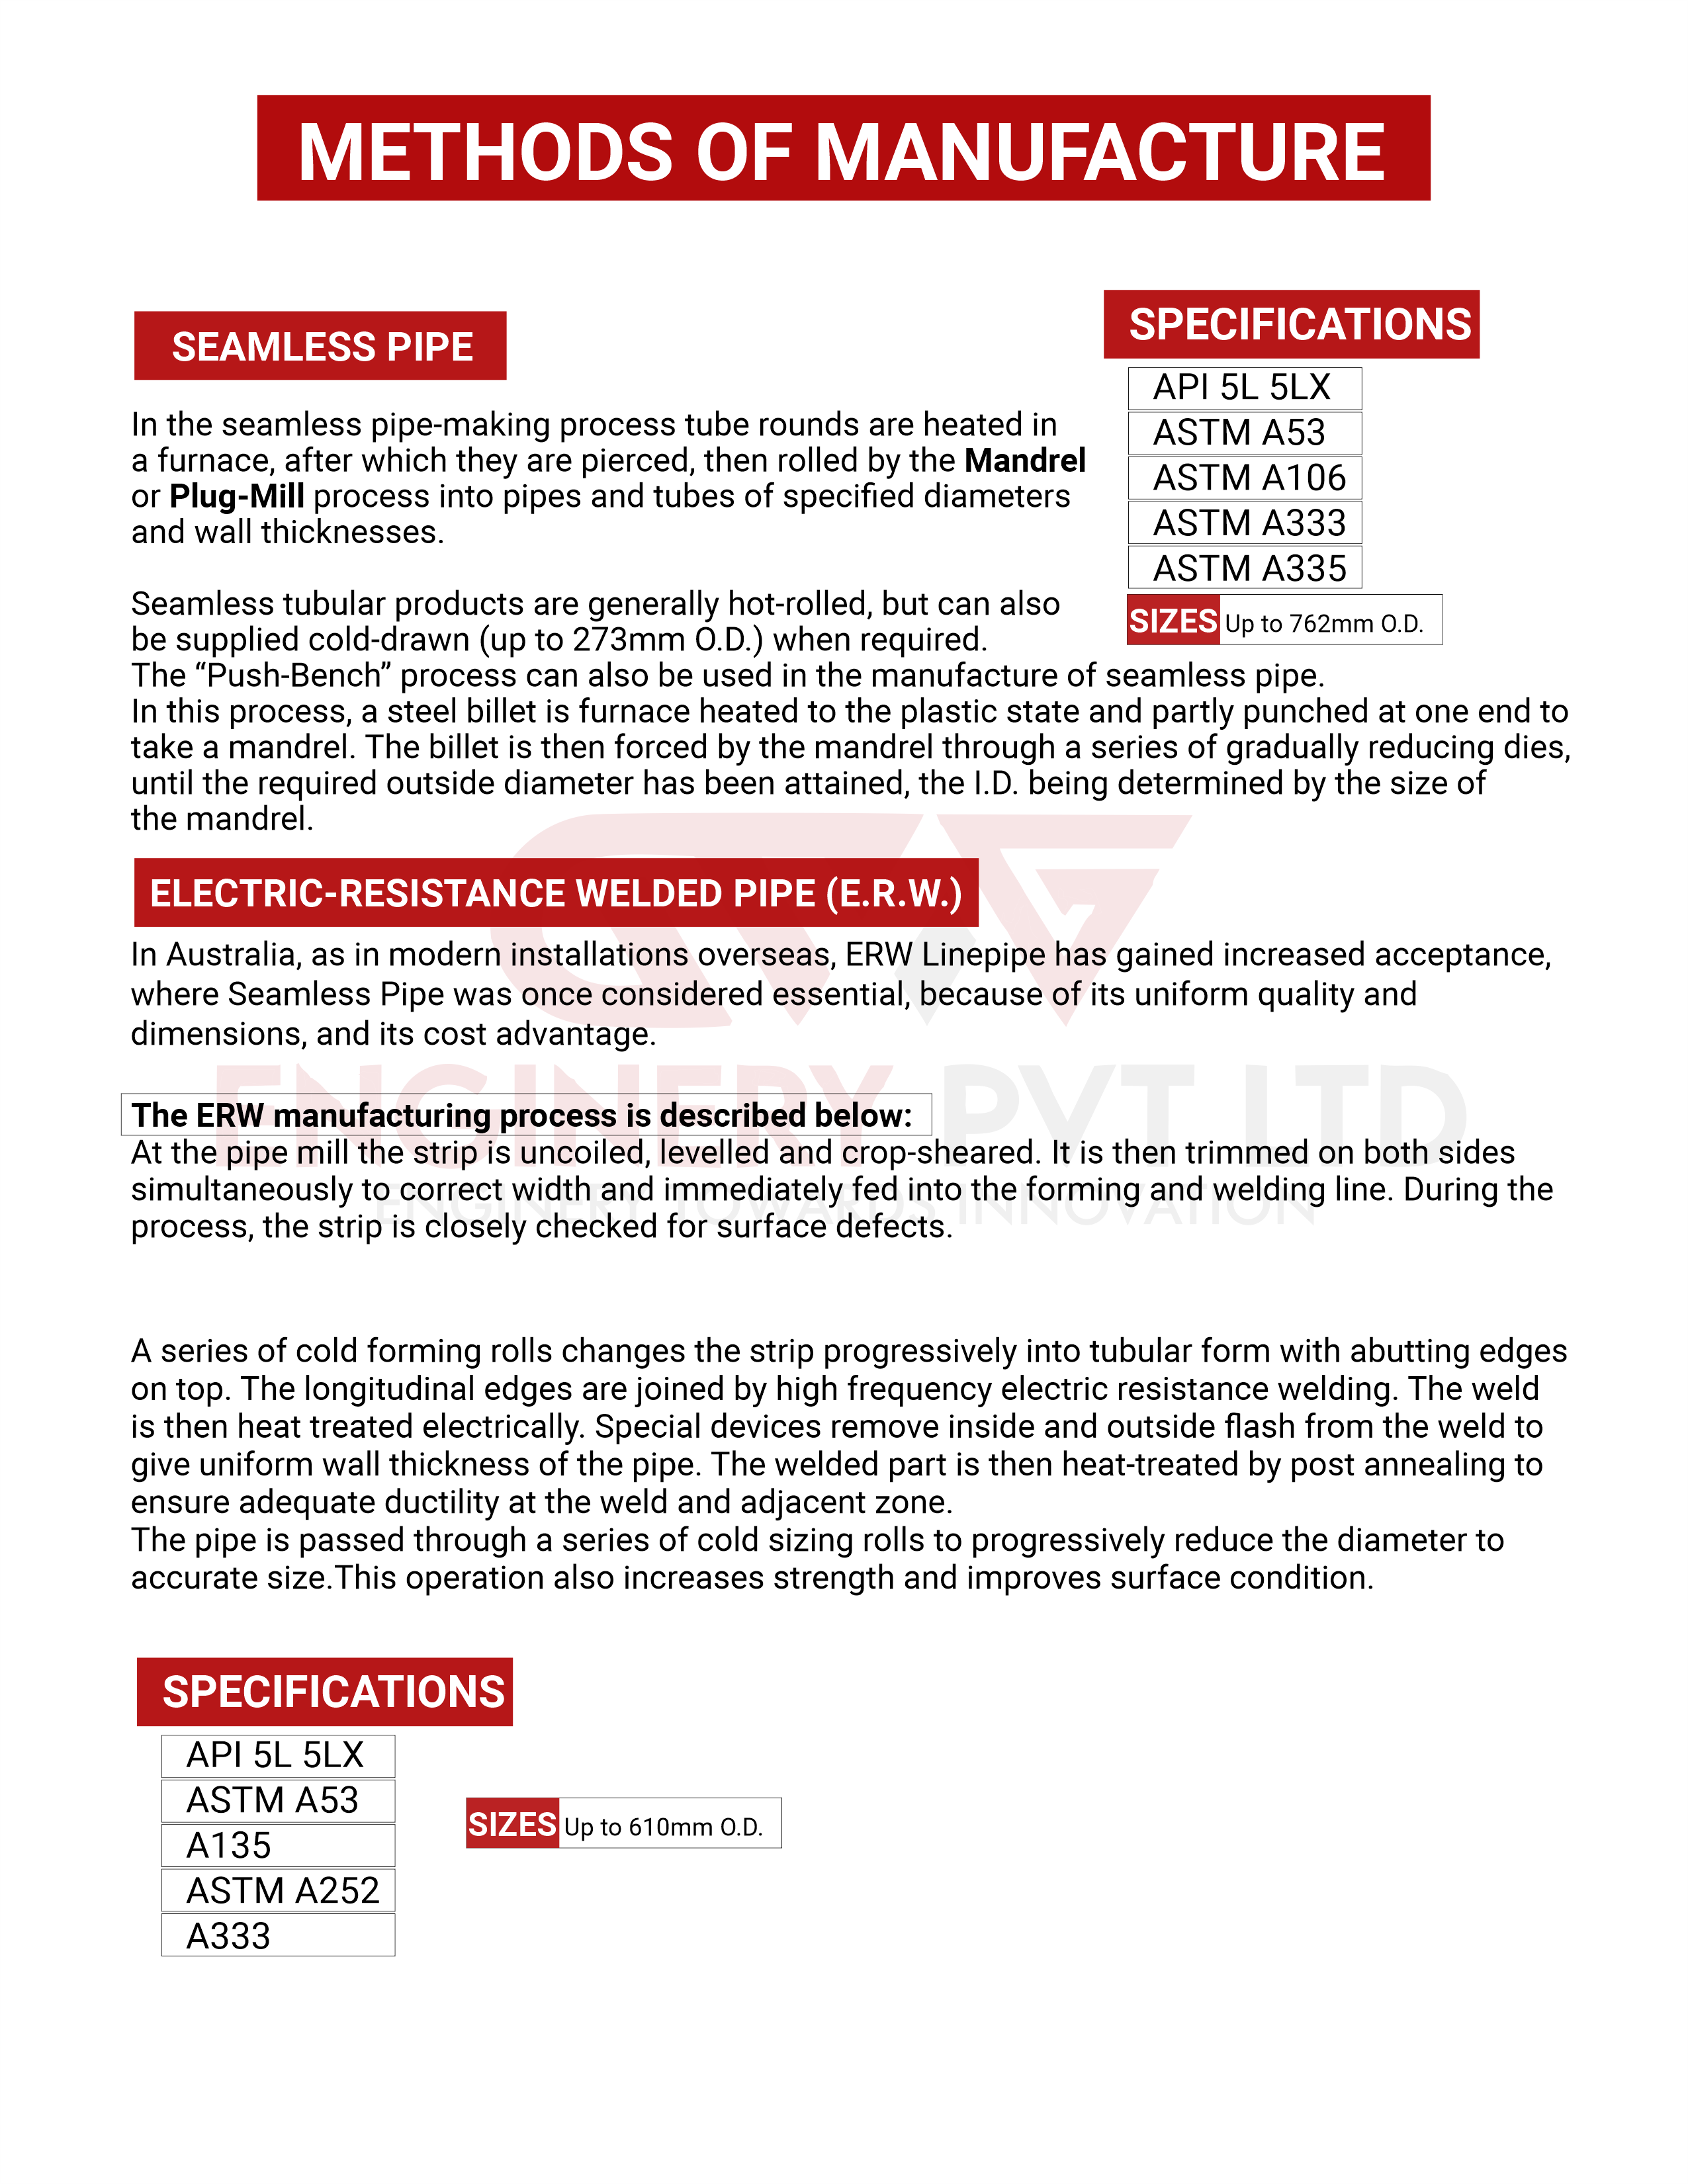 METHODS OF MANUFACTURE
SEAMLESS PIPE
In the seamless pipe-making process tube rounds are heated in
a furnace, after which they are pierced, then rolled by the Mandrel
or Plug-Mill process into pipes and tubes of specified diameters
and wall thicknesses.
SPECIFICATIONS
API 5L 5LX
ASTM A53
ASTM A106
ASTM A333
ASTM A335
SIZES Up to 762mm O.D.
Seamless tubular products are generally hot-rolled, but can also
be supplied cold-drawn (up to 273mm O.D.) when required.
The “Push-Bench” process can also be used in the manufacture of seamless pipe.
In this process, a steel billet is furnace heated to the plastic state and partly punched at one end to
take a mandrel. The billet is then forced by the mandrel through a series of gradually reducing dies,
until the required outside diameter has been attained, the I.D. being determined by the size of
the mandrel.
ELECTRIC-RESISTANCE WELDED PIPE (E.R.W.)
In Australia, as in modern installations overseas, ERW Linepipe has gained increased acceptance,
where Seamless Pipe was once considered essential, because of its uniform quality and
dimensions, and its cost advantage.
ENGINERY PVT LTD
ENGINERY TOWARDS INNOVATION
The ERW manufacturing process is described below:
At the pipe mill the strip is uncoiled, levelled and crop-sheared. It is then trimmed on both sides
simultaneously to correct width and immediately fed into the forming and welding line. During the
process, the strip is closely checked for surface defects.
A series of cold forming rolls changes the strip progressively into tubular form with abutting edges
on top. The longitudinal edges are joined by high frequency electric resistance welding. The weld
is then heat treated electrically. Special devices remove inside and outside flash from the weld to
give uniform wall thickness of the pipe. The welded part is then heat-treated by post annealing to
ensure adequate ductility at the weld and adjacent zone.
The pipe is passed through a series of cold sizing rolls to progressively reduce the diameter to
accurate size.This operation also increases strength and improves surface condition.
SPECIFICATIONS
API 5L 5LX
ASTM A53
A135
ASTM A252
A333
SIZES Up to 610mm O.D.